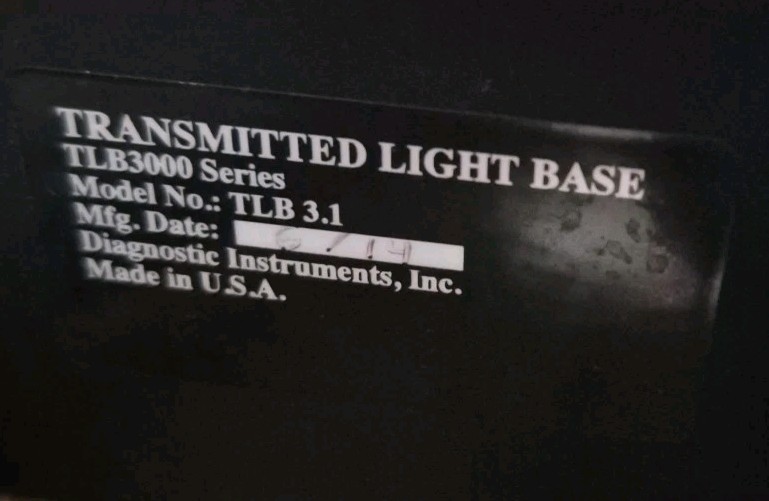 TRANSMITTED LIGHT BASE
TLB3000 Series
Model No.: TLB 3.1
Mfg. Date: 6/14
Diagnostic Instruments, Inc.
Made in U.S.A.